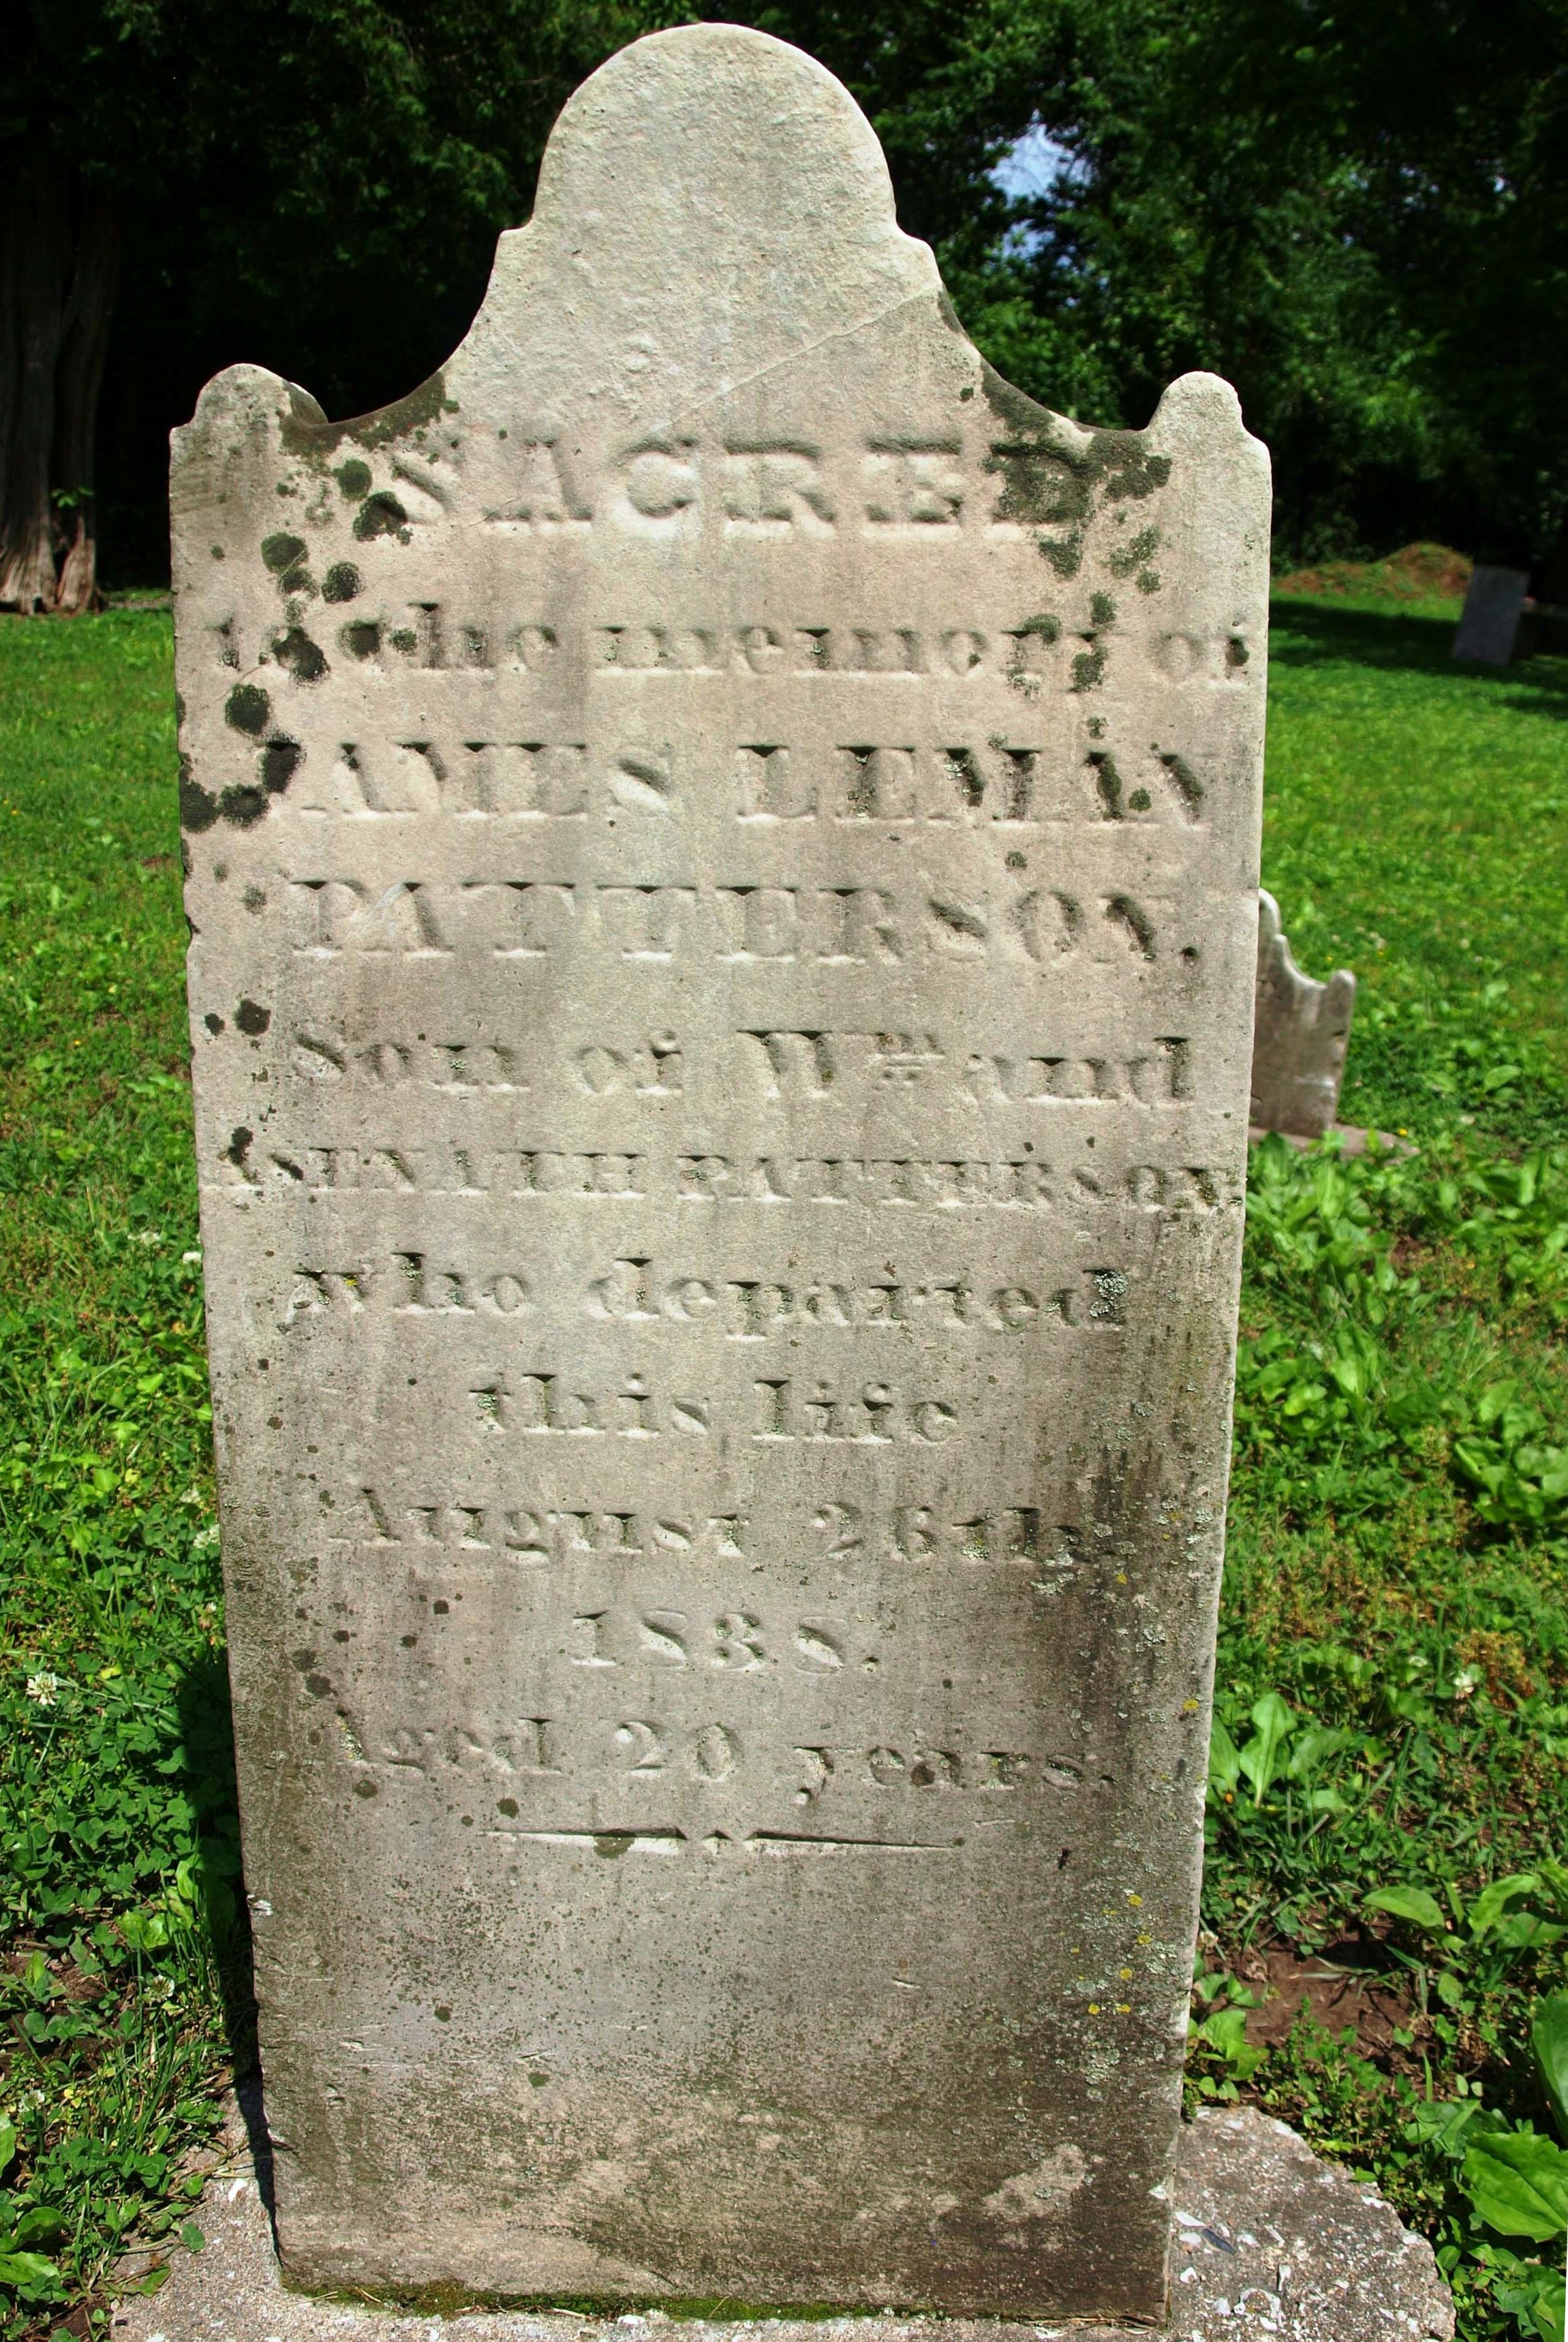 SACRED
to the memory of
JAMES LEMAN
PATTERSON.
Son of Wm and
ASENATH PATTERSON
who departed
this life
August 26th
1838.
Aged 20 years.